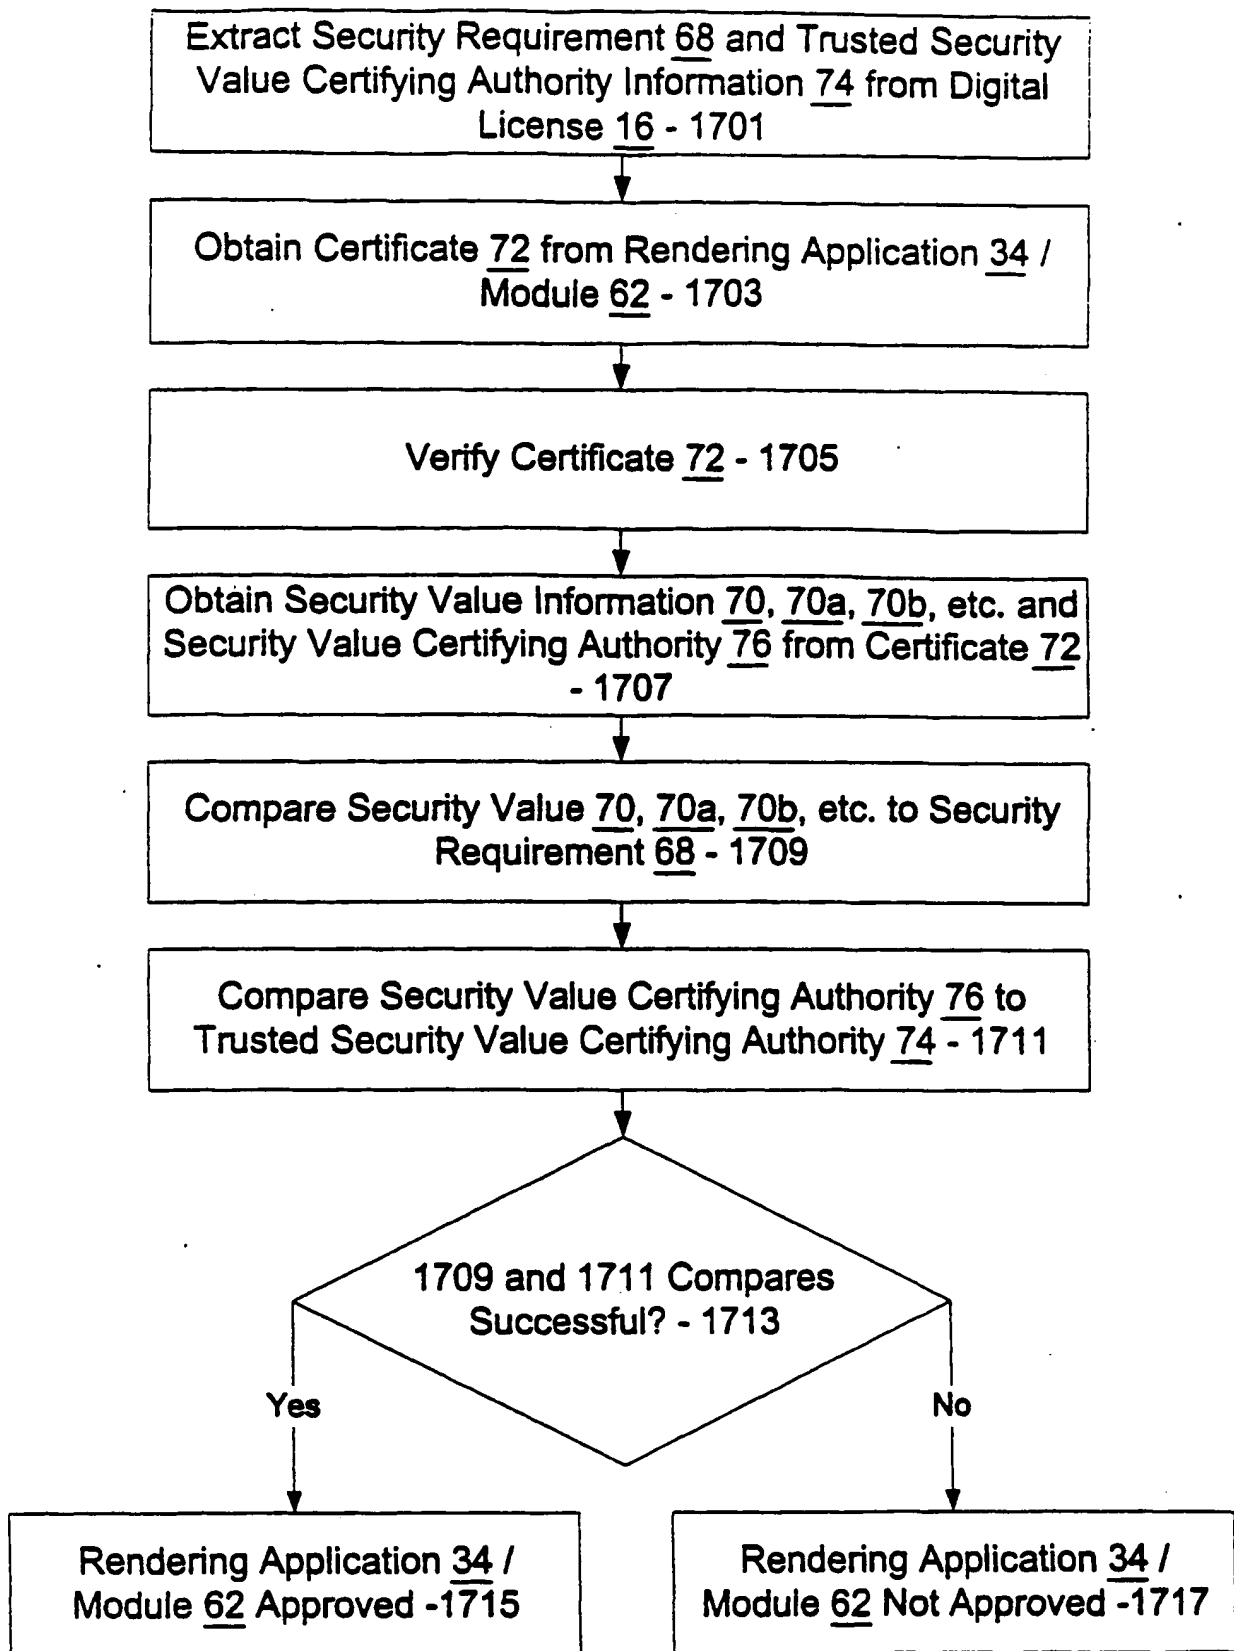 Extract Security Requirement 68 and Trusted Security
Value Certifying Authority Information 74 from Digital
License 16 - 1701
Obtain Certificate 72 from Rendering Application 34 /
Module 62 - 1703
Verify Certificate 72 - 1705
Obtain Security Value Information 70, 70a, 70b, etc. and
Security Value Certifying Authority 76 from Certificate 72
- 1707
Compare Security Value 70, 70a, 70b, etc. to Security
Requirement 68 - 1709
Compare Security Value Certifying Authority 76 to
Trusted Security Value Certifying Authority 74 - 1711
1709 and 1711 Compares
Successful? - 1713
Yes
No
Rendering Application 34 /
Module 62 Approved -1715
Rendering Application 34 /
Module 62 Not Approved -1717